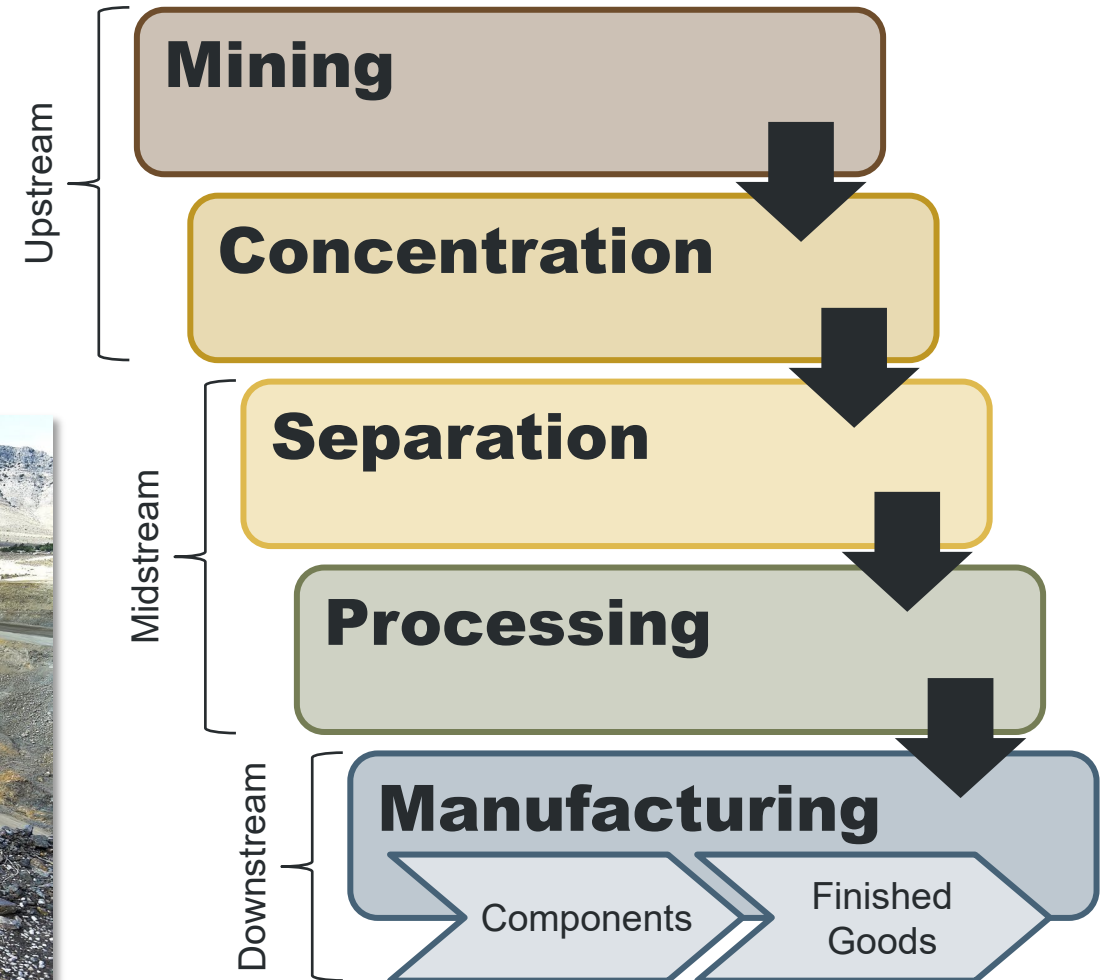 Upstream
Mining
Concentration
Midstream
Separation
Processing
Downstream
Manufacturing
Components
Finished
Goods